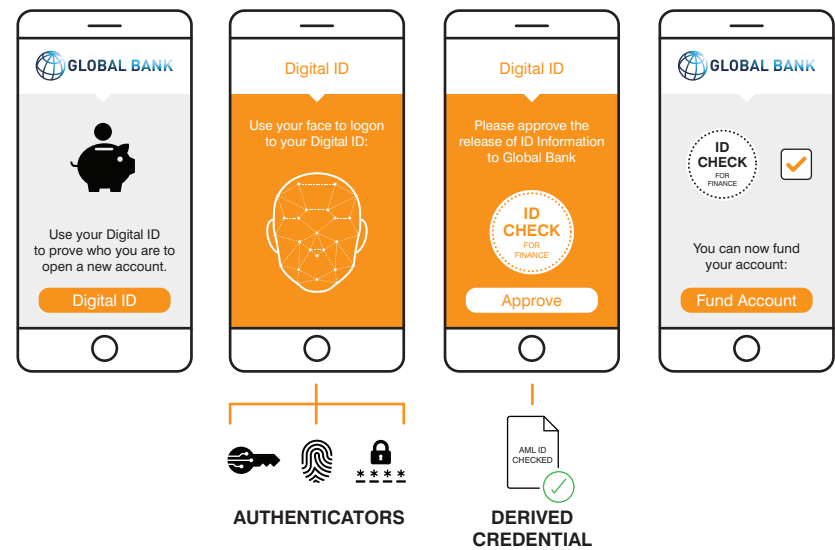 GLOBAL BANK
Use your Digital ID
to prove who you are to
open a new account.
Digital ID
Digital ID
Use your face to logon
to your Digital ID:
Digital ID
Please approve the
release of ID Information
to Global Bank
ID
CHECK
FOR
FINANCE
Approve
GLOBAL BANK
ID
CHECK
FOR
FINANCE
You can now fund
your account:
Fund Account
****
AUTHENTICATORS
AML ID
CHECKED
DERIVED
CREDENTIAL